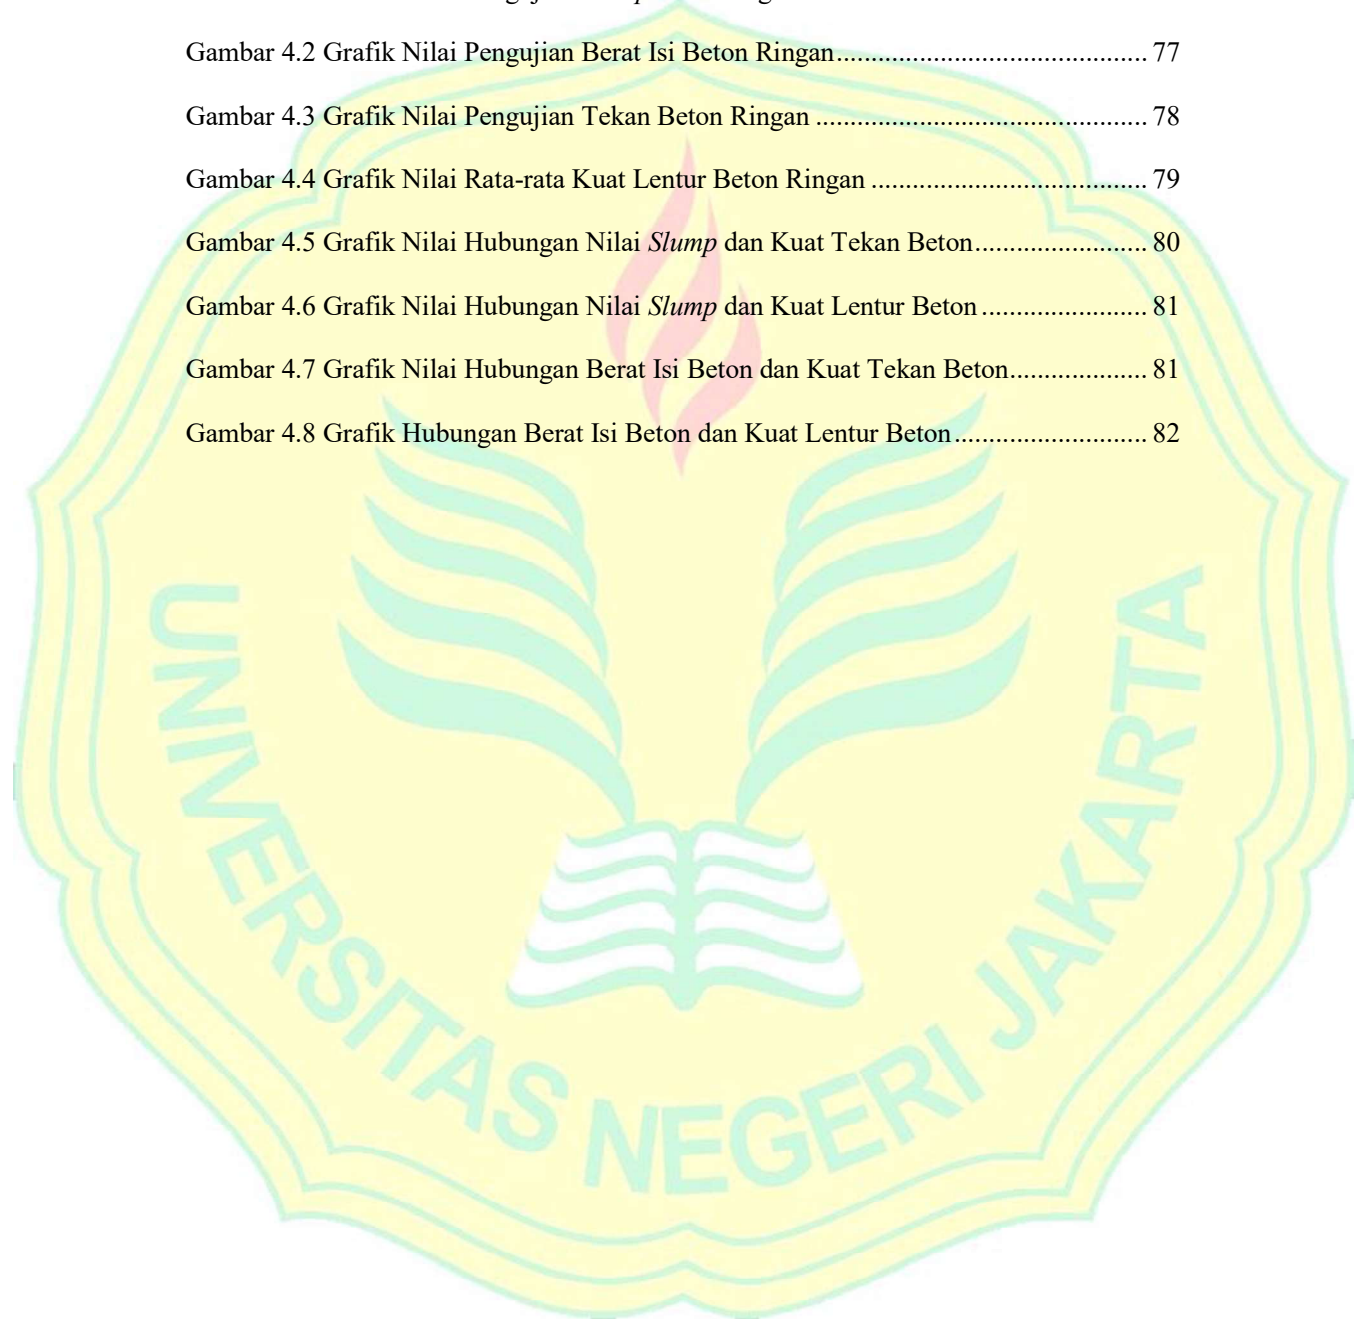 Gambar 4.2 Grafik Nilai Pengujian Berat Isi Beton Ringan............................................. 77
Gambar 4.3 Grafik Nilai Pengujian Tekan Beton Ringan ................................................ 78
Gambar 4.4 Grafik Nilai Rata-rata Kuat Lentur Beton Ringan ........................................ 79
Gambar 4.5 Grafik Nilai Hubungan Nilai Slump dan Kuat Tekan Beton......................... 80
Gambar 4.6 Grafik Nilai Hubungan Nilai Slump dan Kuat Lentur Beton ........................ 81
Gambar 4.7 Grafik Nilai Hubungan Berat Isi Beton dan Kuat Tekan Beton.................... 81
Gambar 4.8 Grafik Hubungan Berat Isi Beton dan Kuat Lentur Beton............................ 82
UNIVERSITAS NEGERI JAKARTA